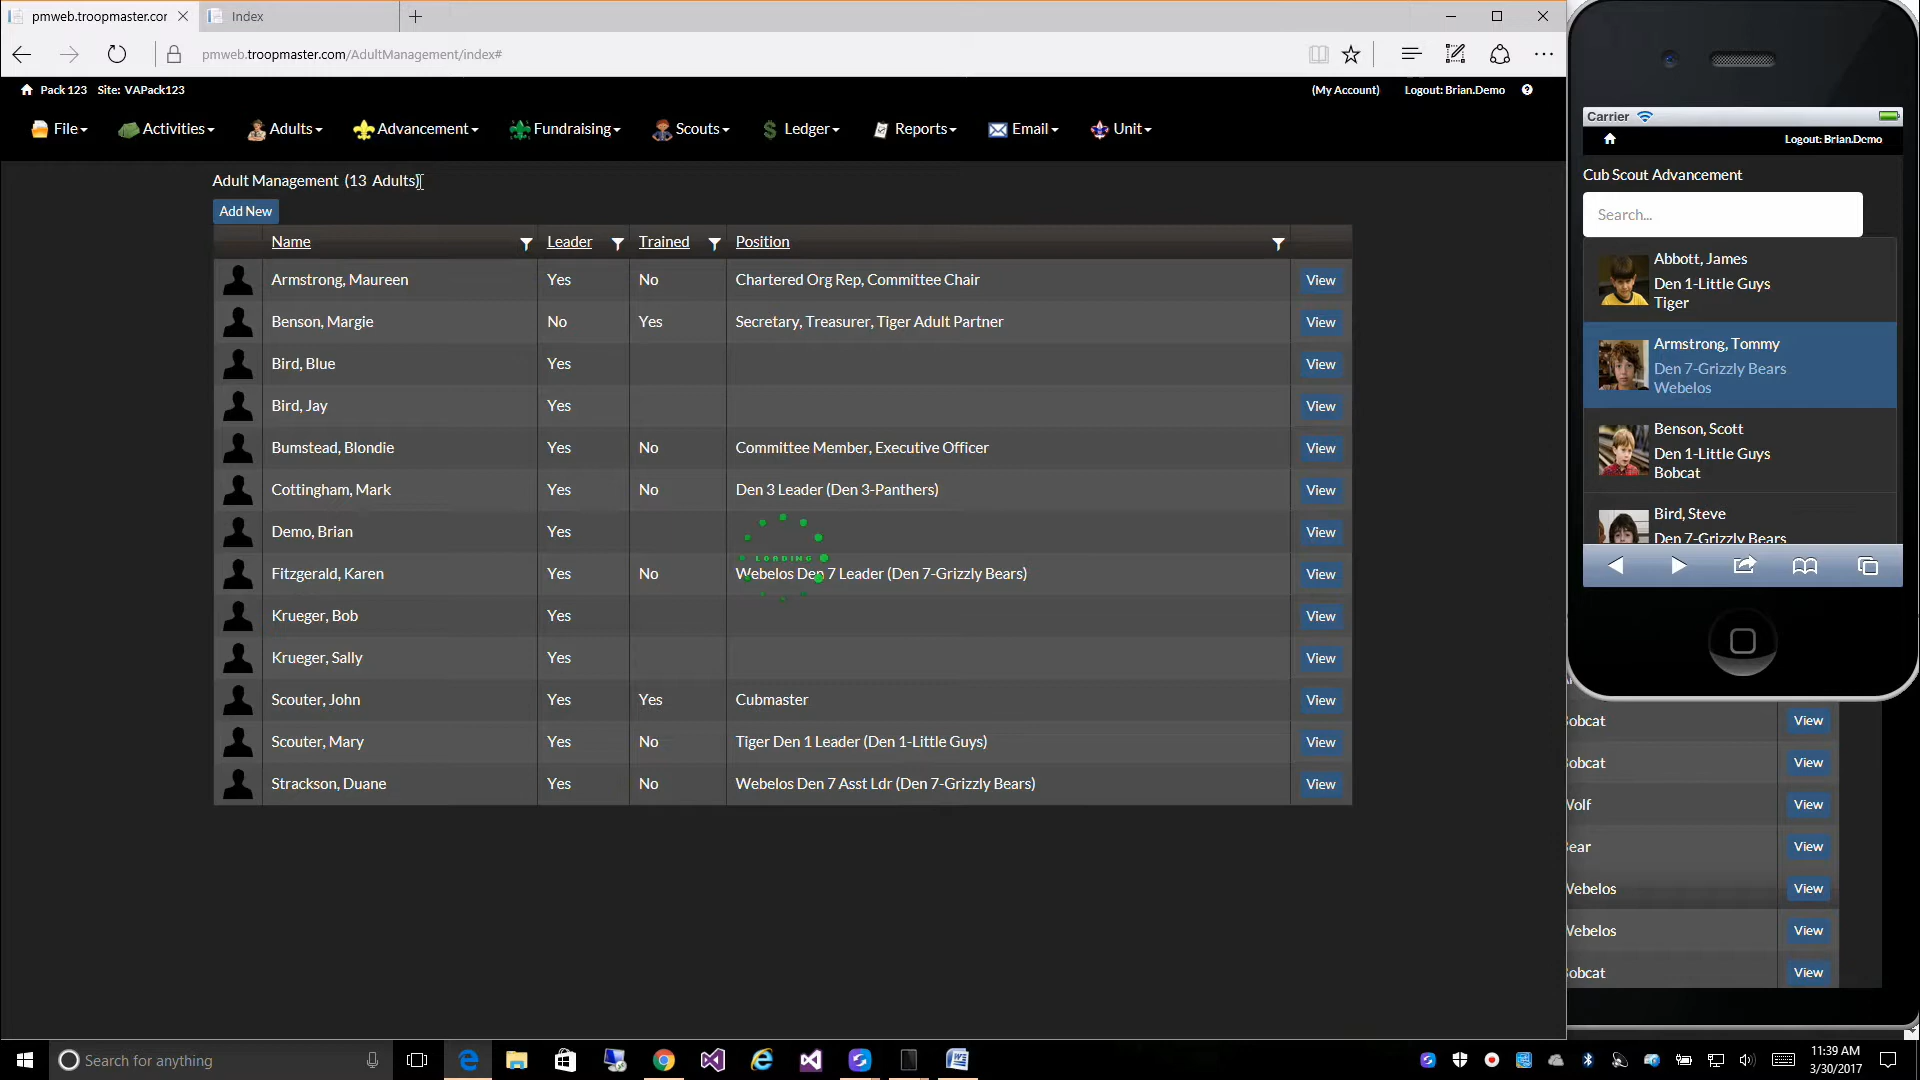 pmweb.troopmaster.cor
Index
pmweb.troopmaster.com/AdultManagement/index#
Pack 123 Site: VAPack123
(My Account) Logout: Brian.Demo
File Activities Adults Advancement Fundraising Scouts Ledger Reports Email Unit
Adult Management (13 Adults)
Add New
Name Leader Trained Position
Armstrong, Maureen Yes No Chartered Org Rep, Committee Chair View
Benson, Margie No Yes Secretary, Treasurer, Tiger Adult Partner View
Bird, Blue Yes View
Bird, Jay Yes View
Bumstead, Blondie Yes No Committee Member, Executive Officer View
Cottingham, Mark Yes No Den 3 Leader (Den 3-Panthers) View
Demo, Brian Yes View
LOADING
Fitzgerald, Karen Yes No Webelos Den 7 Leader (Den 7-Grizzly Bears) View
Krueger, Bob Yes View
Krueger, Sally Yes View
Scouter, John Yes Yes Cubmaster View
Scouter, Mary Yes No Tiger Den 1 Leader (Den 1-Little Guys) View
Strackson, Duane Yes No Webelos Den 7 Asst Ldr (Den 7-Grizzly Bears) View
Carrier
Logout: Brian.Demo
Cub Scout Advancement
Search...
Abbott, James
Den 1-Little Guys
Tiger
Armstrong, Tommy
Den 7-Grizzly Bears
Webelos
Benson, Scott
Den 1-Little Guys
Bobcat
Bird, Steve
Den 7-Grizzly Bears
obcat View
obcat View
olf View
ear View
ebelos View
ebelos View
obcat View
Search for anything
11:39 AM
3/30/2017